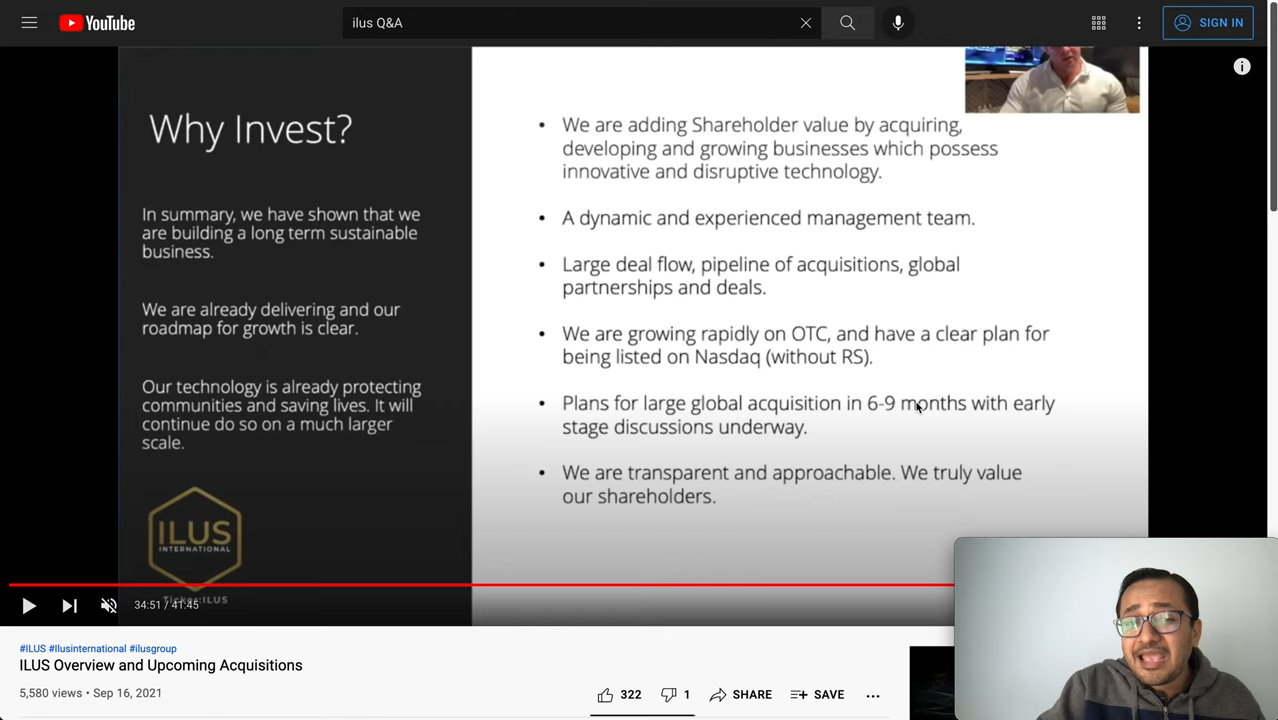 YouTube
ilus Q&A
SIGN IN
Why Invest?
In summary, we have shown that we
are building a long term sustainable
business.
We are already delivering and our
roadmap for growth is clear.
Our technology is already protecting
communities and saving lives. It will
continue do so on a much larger
scale.
ILUS
INTERNATIONAL
Ticker:ILUS
• We are adding Shareholder value by acquiring,
developing and growing businesses which possess
innovative and disruptive technology.
• A dynamic and experienced management team.
• Large deal flow, pipeline of acquisitions, global
partnerships and deals.
• We are growing rapidly on OTC, and have a clear plan for
being listed on Nasdaq (without RS).
• Plans for large global acquisition in 6-9 months with early
stage discussions underway.
• We are transparent and approachable. We truly value
our shareholders.
34:51 / 41:45
#ILUS #Ilusinternational #ilusgroup
ILUS Overview and Upcoming Acquisitions
5,580 views • Sep 16, 2021
322
1
SHARE
SAVE